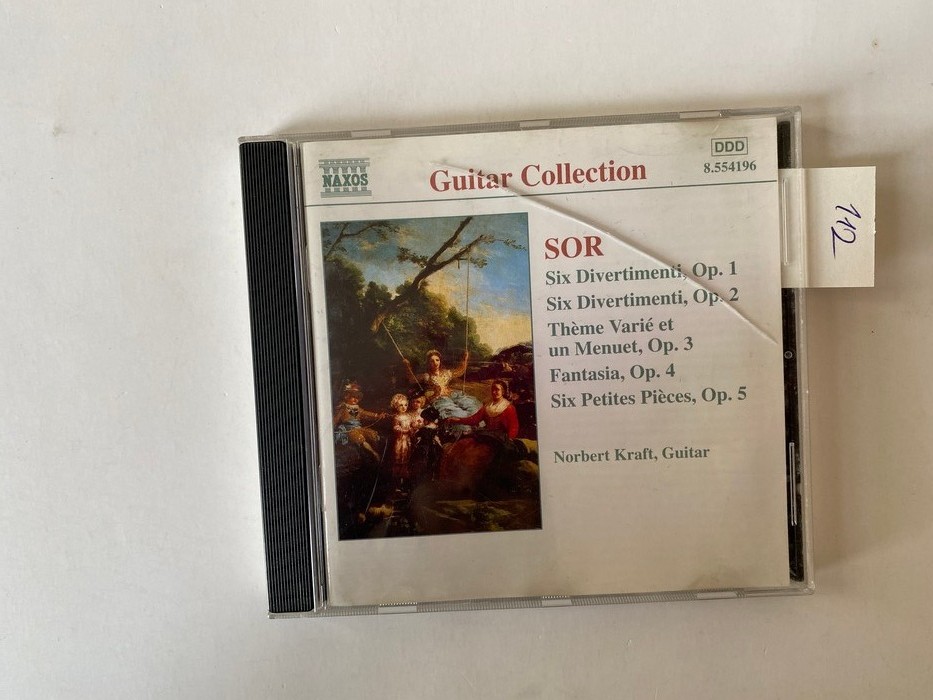 NAXOS
Guitar Collection
DDD
8.554196
SOR
Six Divertimenti, Op. 1
Six Divertimenti, Op. 2
Thème Varié et
un Menuet, Op. 3
Fantasia, Op. 4
Six Petites Pièces, Op. 5
Norbert Kraft, Guitar
112